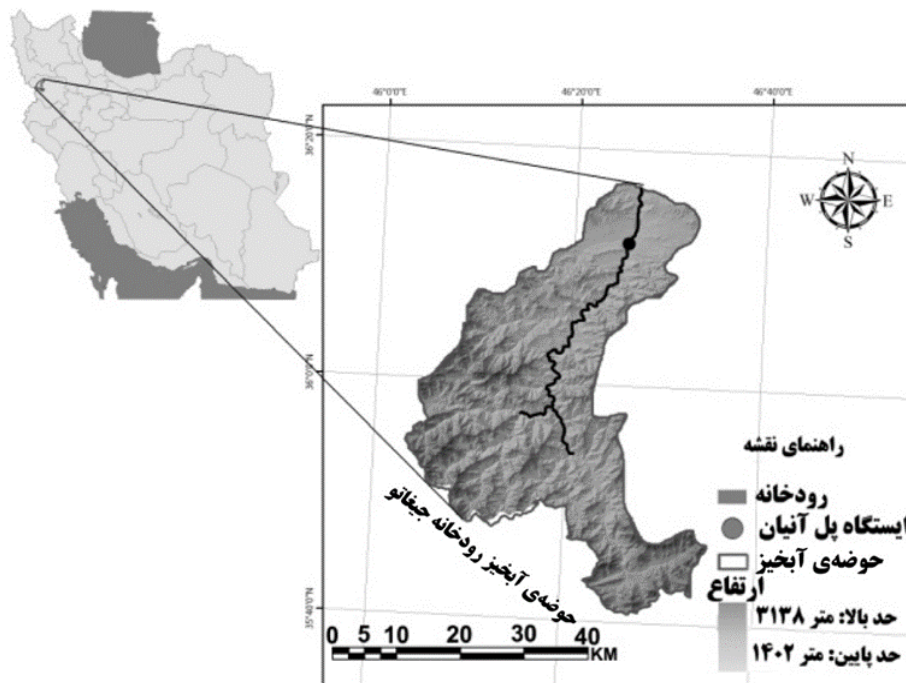 46°0'0"E 46°20'0"E 46°40'0"E
36°20'0"N
36°0'0"N
35°40'0"N
N
W E
S
حوضه‌ی آبخیز رودخانه جیغاتو
راهنمای نقشه
رودخانه
ایستگاه پل آنیان
حوضه‌ی آبخیز
ارتفاع
حد بالا: متر ۳۱۳۸
حد پایین: متر ۱۴۰۲
0 5 10 20 30 40
KM